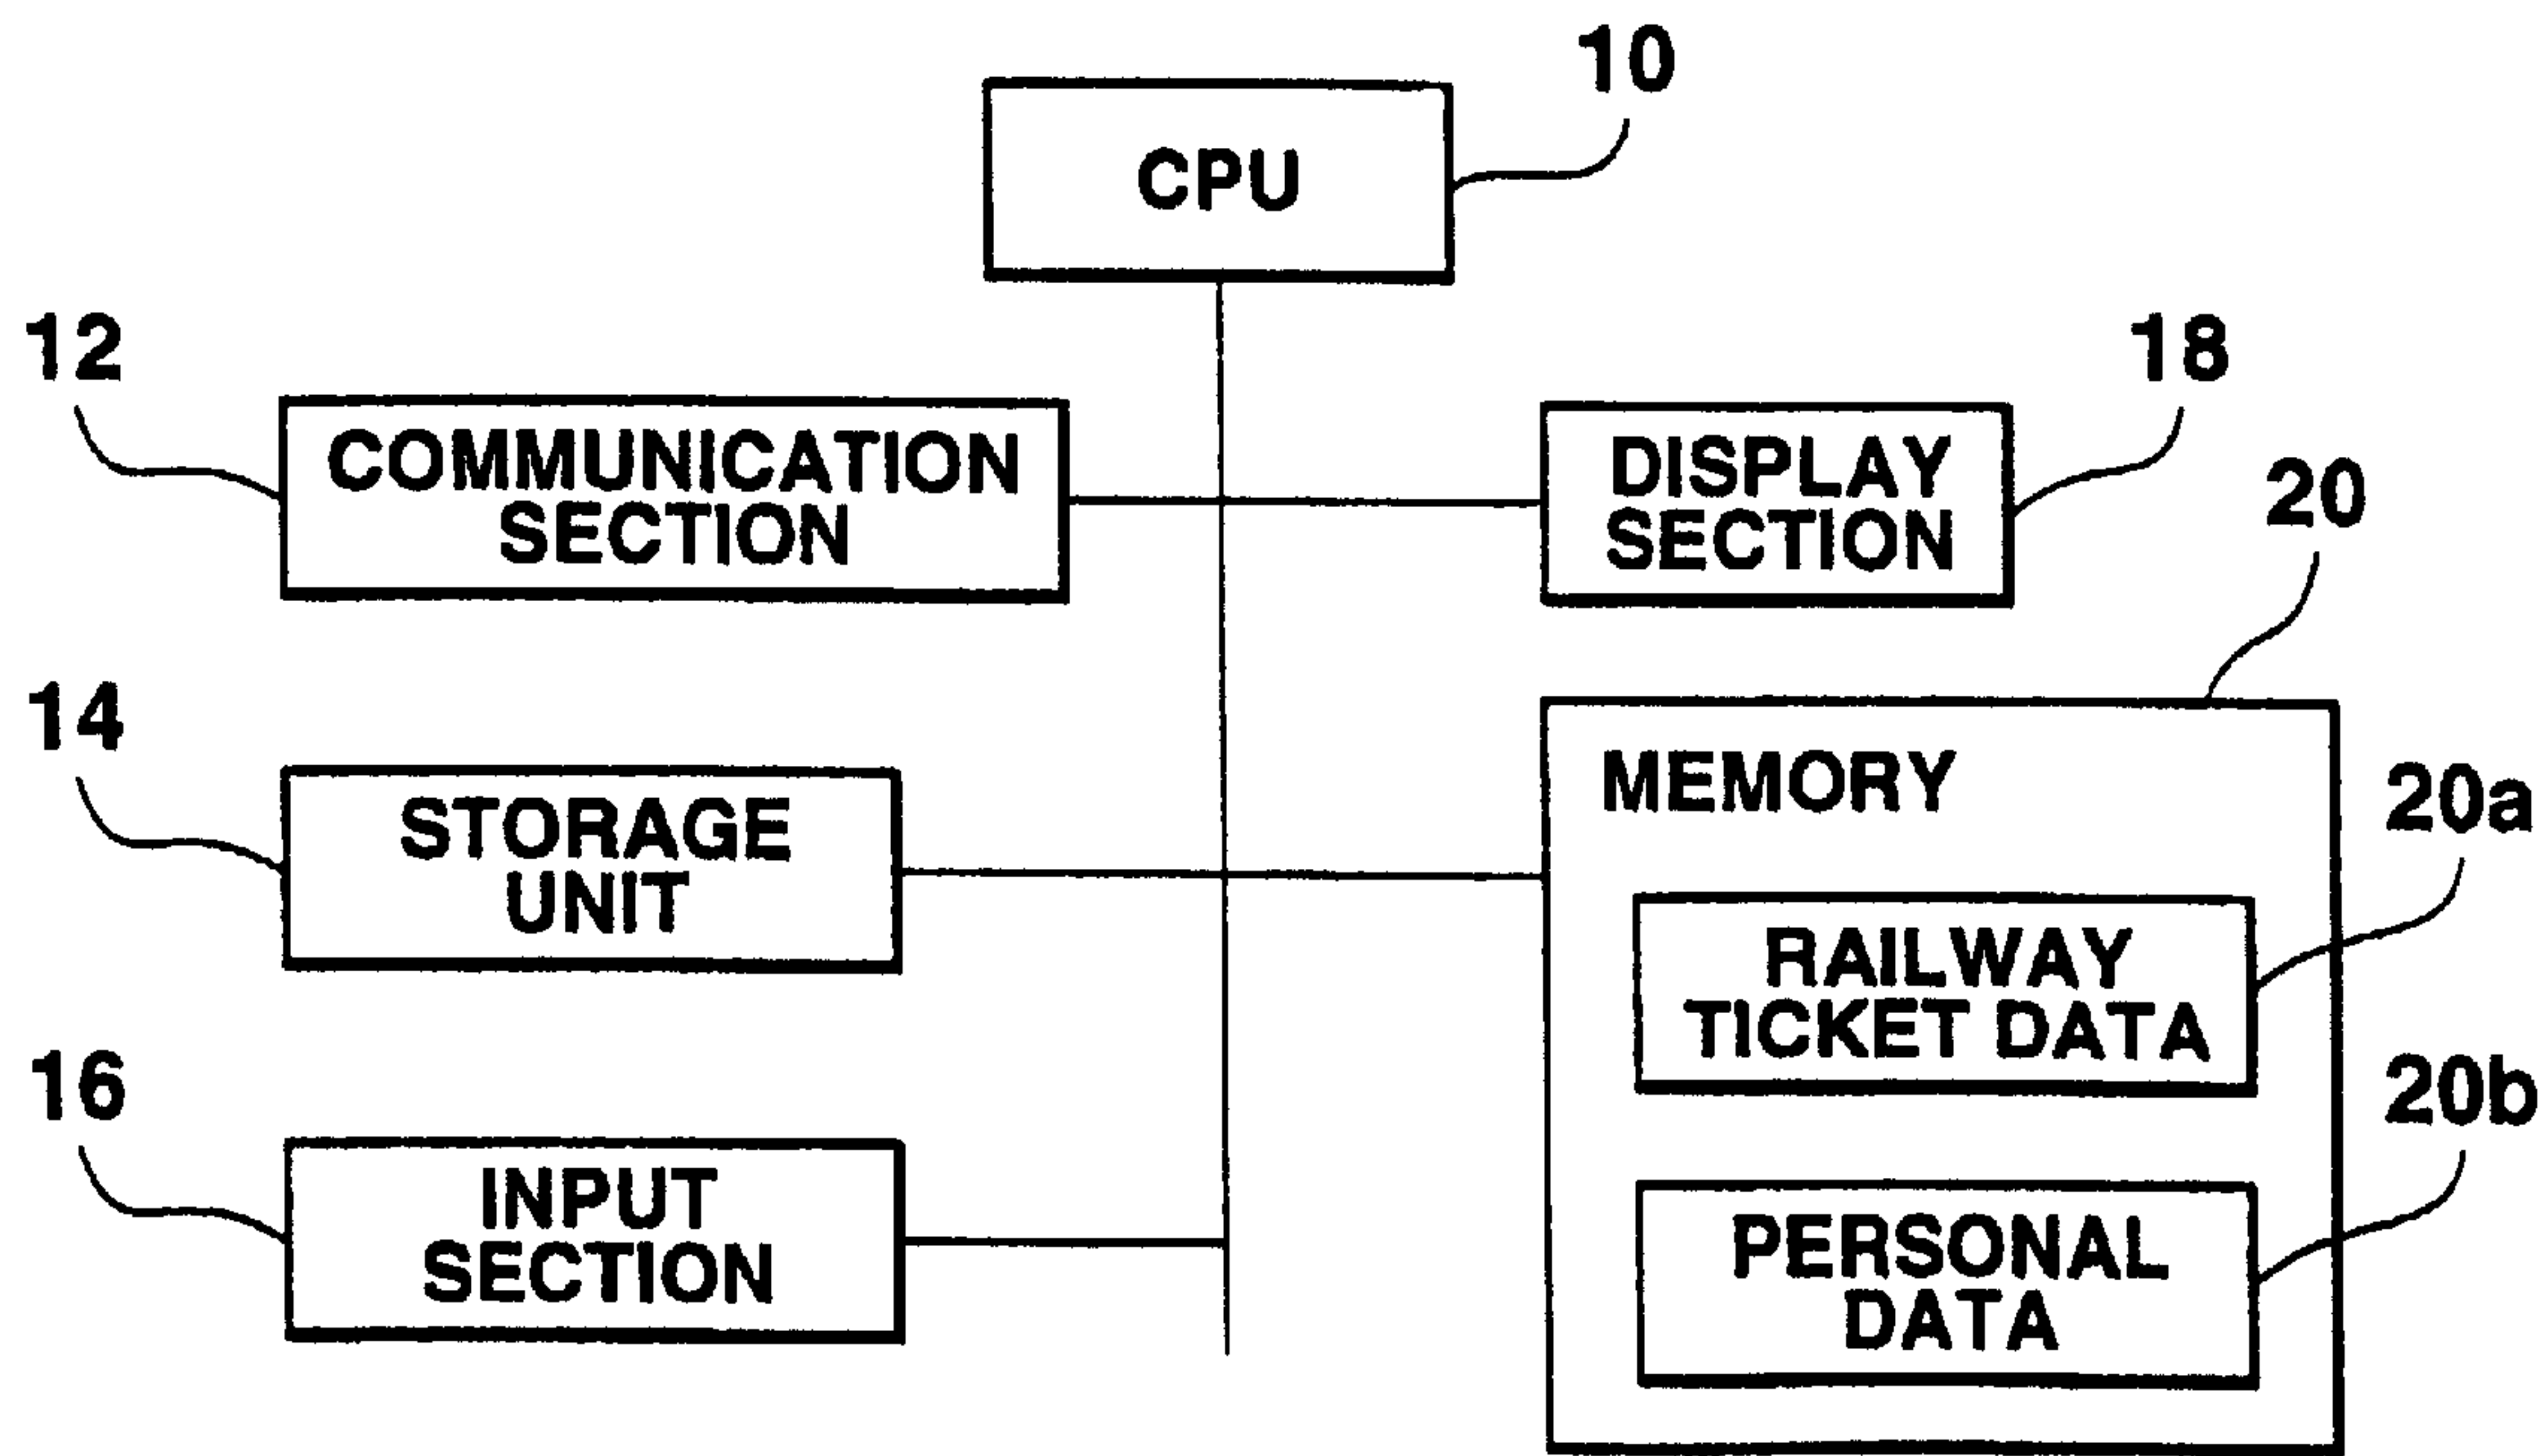 10
CPU
12
COMMUNICATION
SECTION
18
DISPLAY
SECTION
14
STORAGE
UNIT
20
MEMORY
20a
RAILWAY
TICKET DATA
16
INPUT
SECTION
20b
PERSONAL
DATA